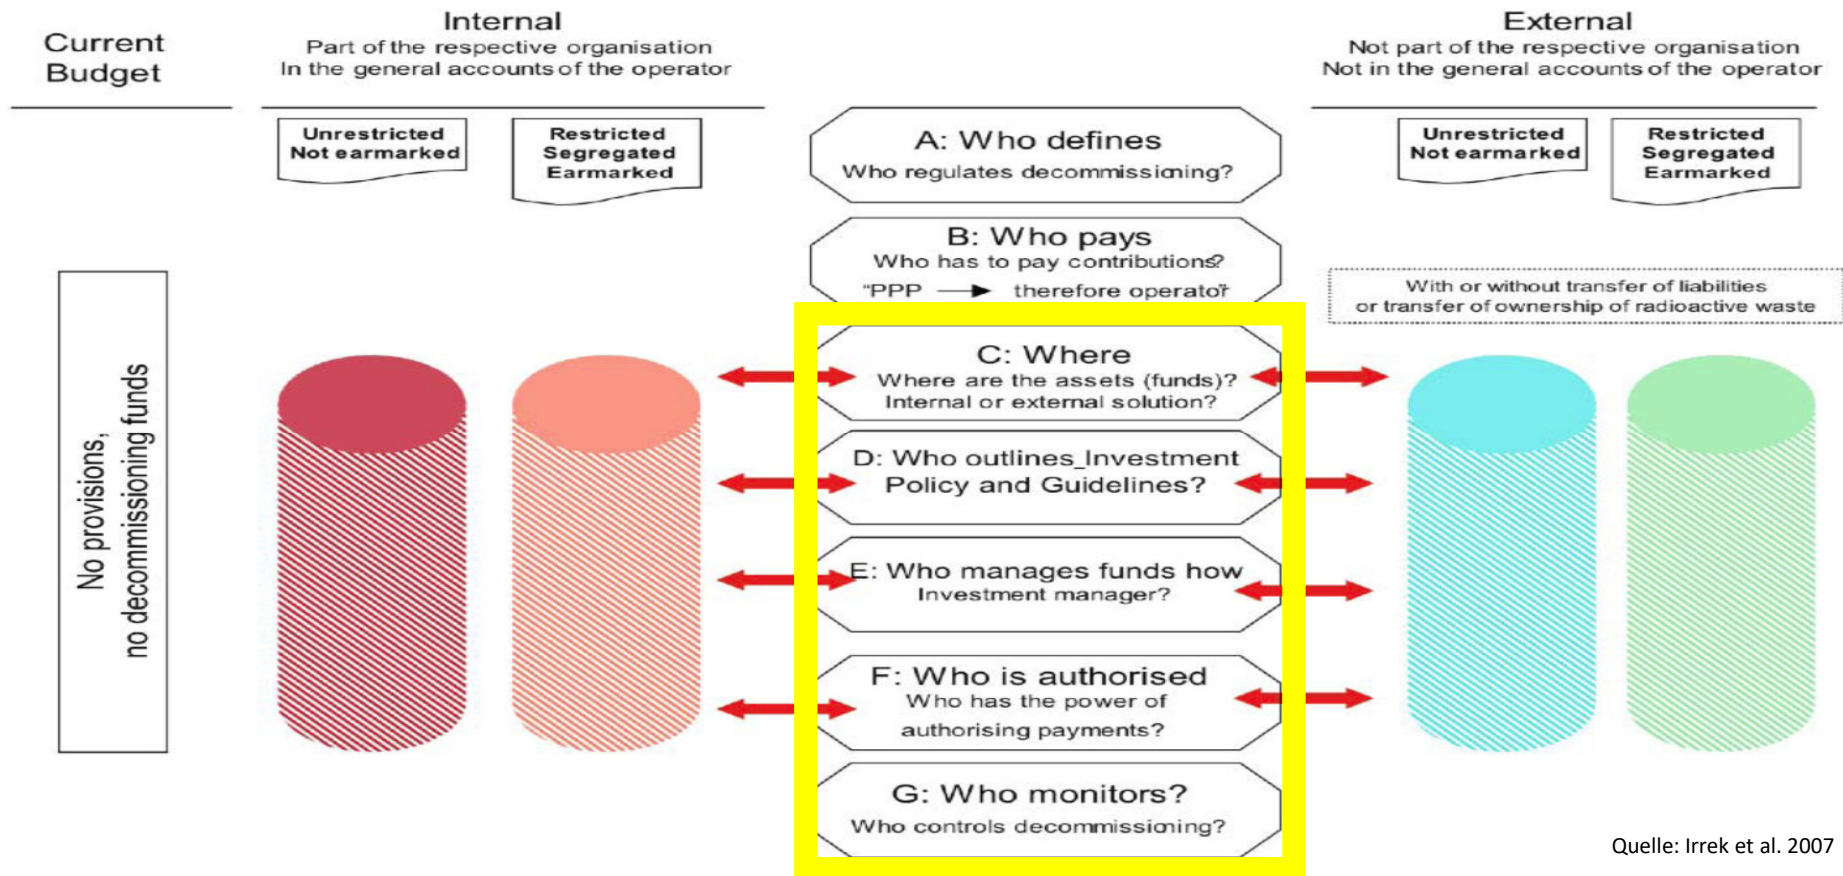 Current
Budget
Internal
Part of the respective organisation
In the general accounts of the operator
External
Not part of the respective organisation
Not in the general accounts of the operator
Unrestricted
Not earmarked
Restricted
Segregated
Earmarked
A: Who defines
Who regulates decommissioning?
Unrestricted
Not earmarked
Restricted
Segregated
Earmarked
B: Who pays
Who has to pay contributions?
"PPP → therefore operator"
With or without transfer of liabilities
or transfer of ownership of radioactive waste
No provisions,
no decommissioning funds
C: Where
Where are the assets (funds)?
Internal or external solution?
D: Who outlines_Investment
Policy and Guidelines?
E: Who manages funds how
Investment manager?
F: Who is authorised
Who has the power of
authorising payments?
G: Who monitors?
Who controls decommissioning?
Quelle: Irrek et al. 2007